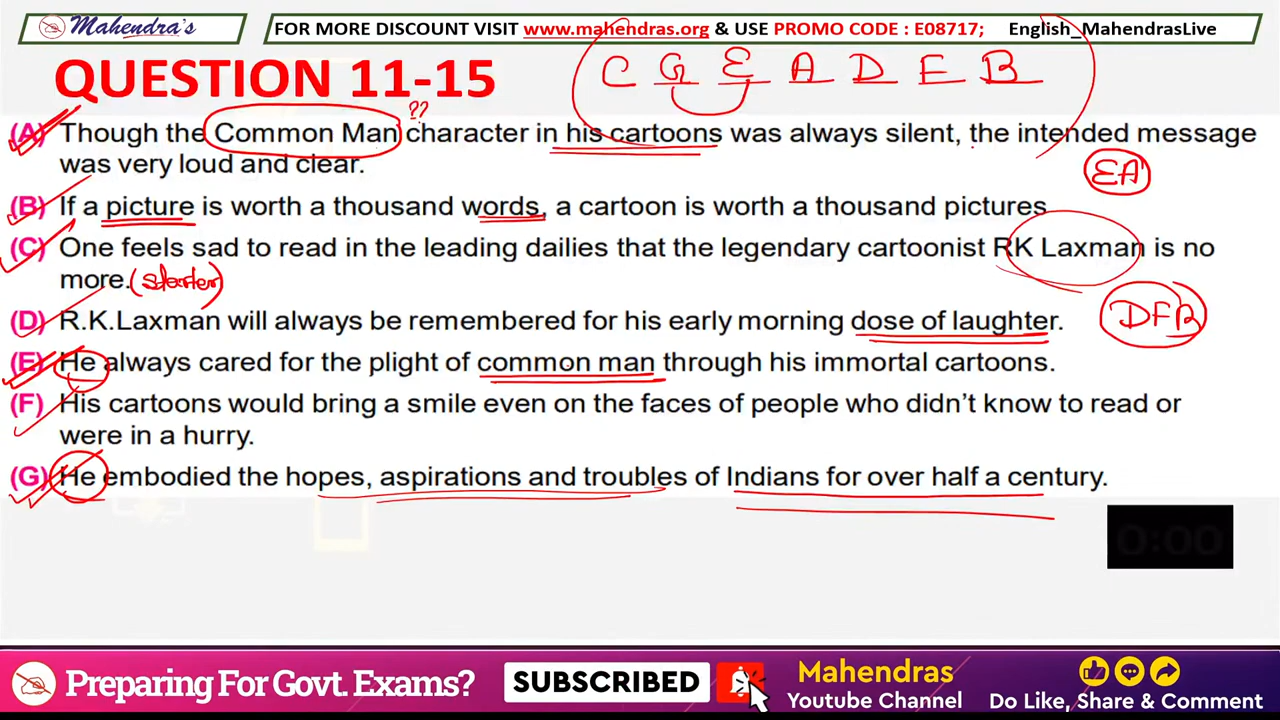 Mahendra's
FOR MORE DISCOUNT VISIT www.mahendras.org & USE PROMO CODE : E08717; English_MahendrasLive
QUESTION 11-15
C G E A D F B
??
(A) Though the Common Man character in his cartoons was always silent, the intended message
was very loud and clear.
EA
(B) If a picture is worth a thousand words, a cartoon is worth a thousand pictures
(C) One feels sad to read in the leading dailies that the legendary cartoonist RK Laxman is no
more. (starter)
(D) R.K.Laxman will always be remembered for his early morning dose of laughter.
DFB
(E) He always cared for the plight of common man through his immortal cartoons.
(F) His cartoons would bring a smile even on the faces of people who didn't know to read or
were in a hurry.
(G) He embodied the hopes, aspirations and troubles of Indians for over half a century.
0:00
Preparing For Govt. Exams?
SUBSCRIBED
Mahendras
Youtube Channel
Do Like, Share & Comment